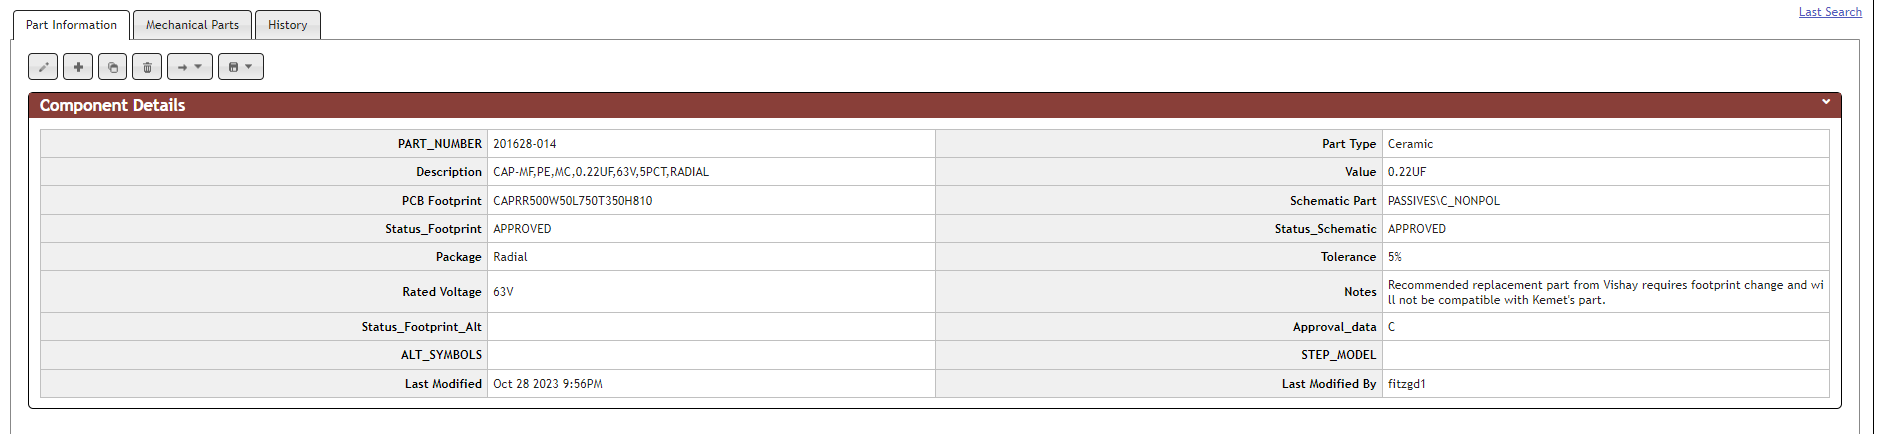 Last Search
Part Information
Mechanical Parts
History
Component Details
PART_NUMBER 201628-014 Part Type Ceramic
Description CAP-MF,PE,MC,0.22UF,63V,5PCT,RADIAL Value 0.22UF
PCB Footprint CAPRR500W50L750T350H810 Schematic Part PASSIVES\C_NONPOL
Status_Footprint APPROVED Status_Schematic APPROVED
Package Radial Tolerance 5%
Rated Voltage 63V Notes Recommended replacement part from Vishay requires footprint change and wi
ll not be compatible with Kemet's part.
Status_Footprint_Alt Approval_data C
ALT_SYMBOLS STEP_MODEL
Last Modified Oct 28 2023 9:56PM Last Modified By fitzgd1